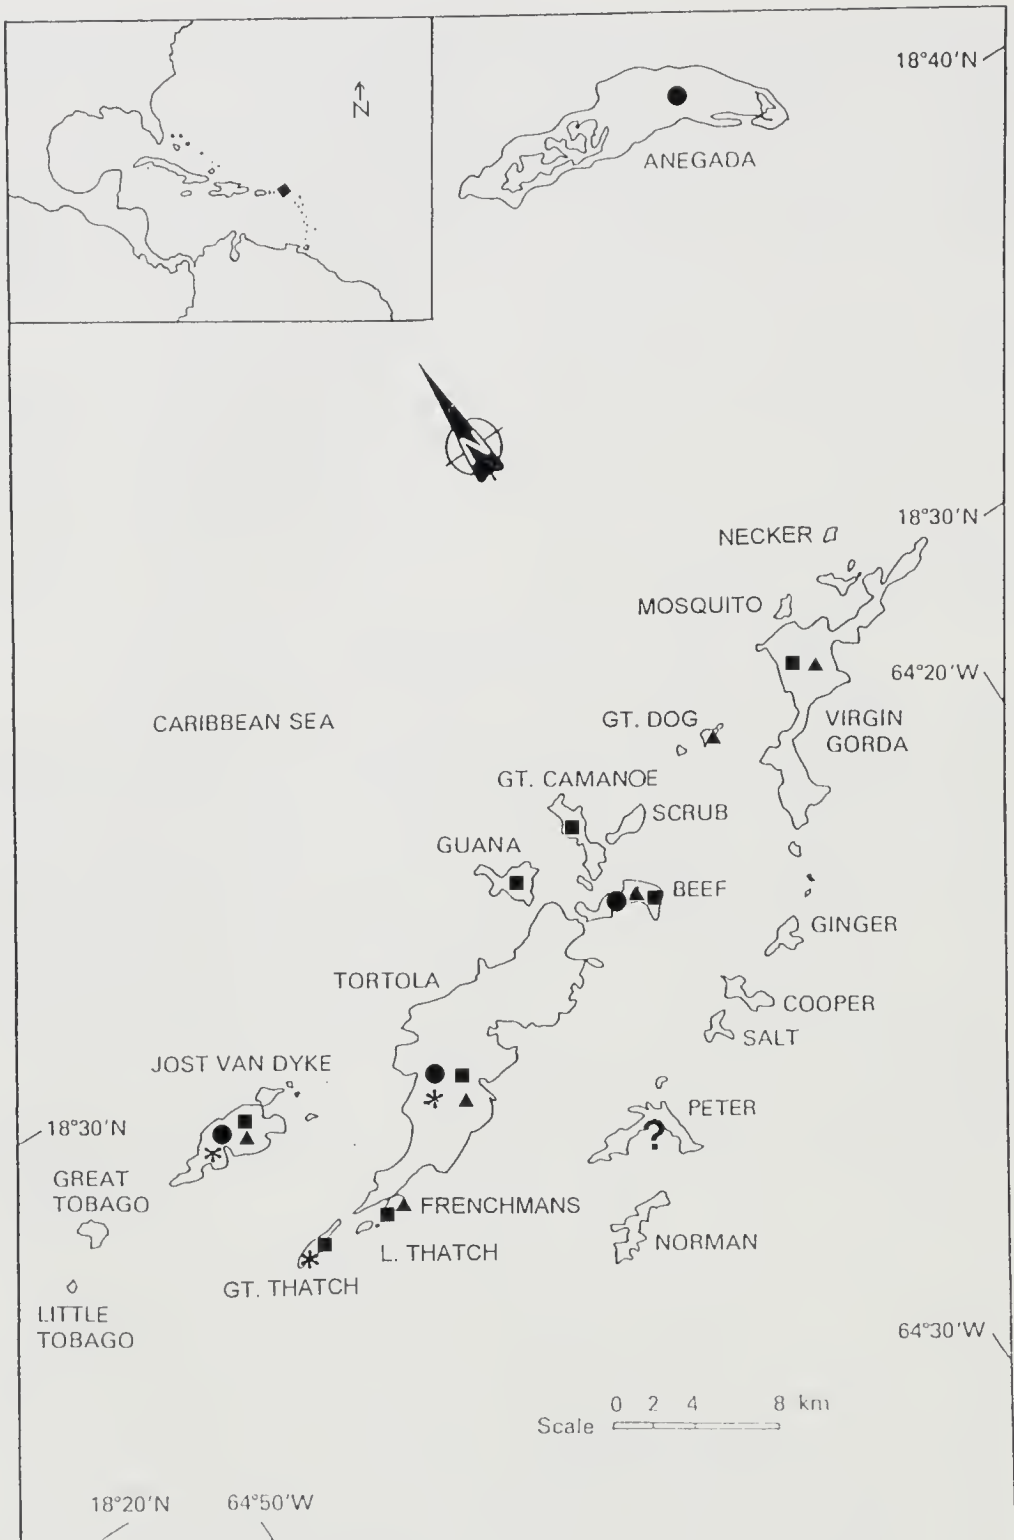 N
18°40'N
ANEGADA
N
18°30'N
NECKER
MOSQUITO
64°20'W
CARIBBEAN SEA
GT. DOG
VIRGIN
GORDA
GT. CAMANOE
SCRUB
GUANA
BEEF
GINGER
TORTOLA
COOPER
SALT
JOST VAN DYKE
PETER
?
18°30'N
GREAT
TOBAGO
FRENCHMANS
NORMAN
L. THATCH
GT. THATCH
LITTLE
TOBAGO
64°30'W
0 2 4 8 km
Scale
18°20'N 64°50'W